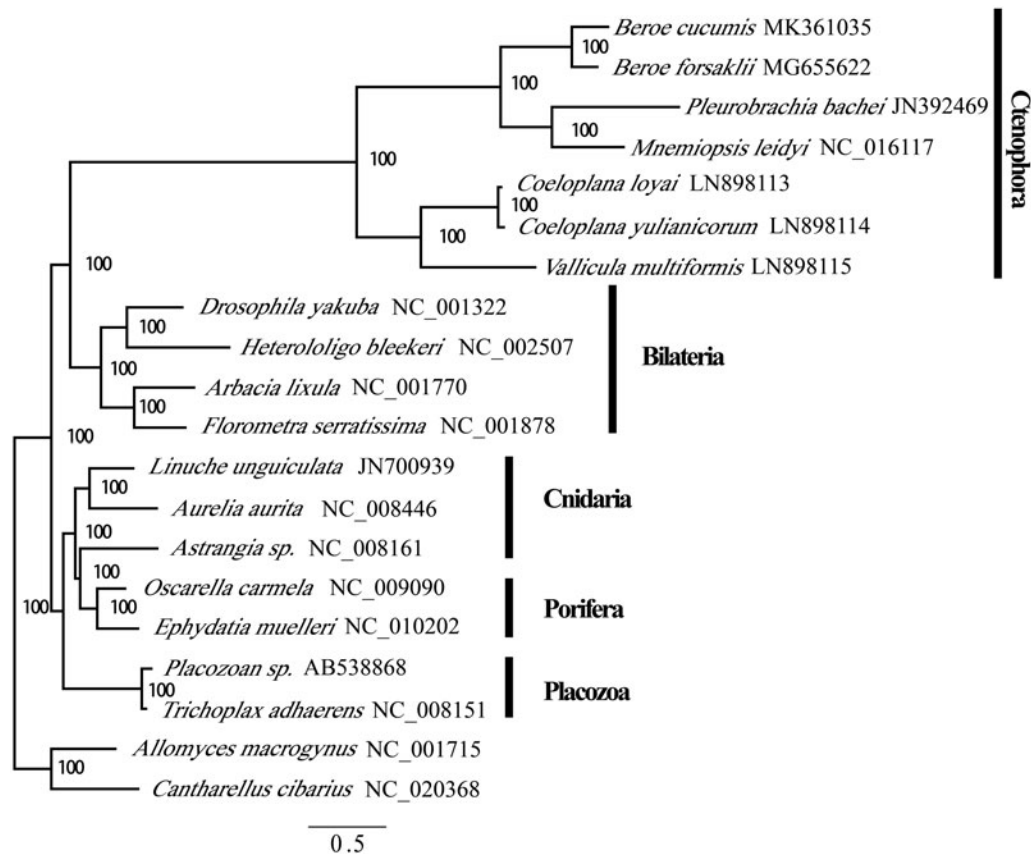 Beroe cucumis MK361035
100
Beroe forsaklii MG655622
100
Pleurobrachia bachei JN392469
100
Mnemiopsis leidyi NC_016117
100
Coeloplana loyai LN898113
100
Coeloplana yulianicorum LN898114
100
Vallicula multiformis LN898115
Ctenophora
100
Drosophila yakuba NC_001322
100
Heterololigo bleekeri NC_002507
100
Arbacia lixula NC_001770
100
Florometra serratissima NC_001878
Bilateria
100
Linuche unguiculata JN700939
100
Aurelia aurita NC_008446
100
Astrangia sp. NC_008161
Cnidaria
100
Oscarella carmela NC_009090
100
Ephydatia muelleri NC_010202
Porifera
100
Placozoan sp. AB538868
100
Trichoplax adhaerens NC_008151
Placozoa
Allomyces macrogynus NC_001715
100
Cantharellus cibarius NC_020368
0.5